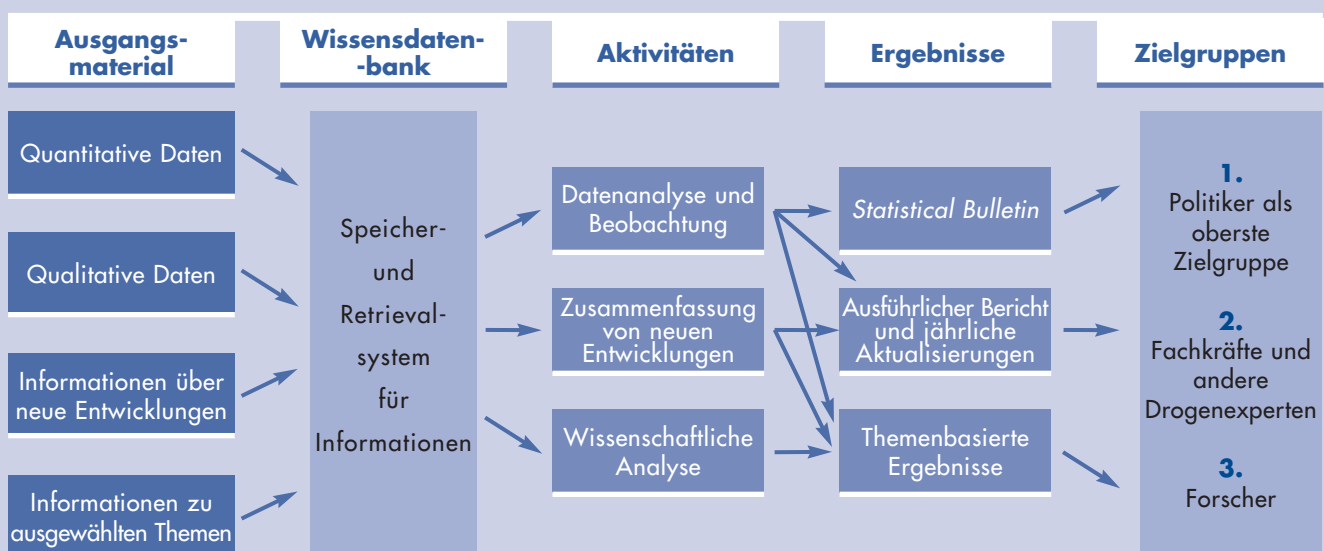 Ausgangs-
material
Wissensdaten-
-bank
Aktivitäten
Ergebnisse
Zielgruppen
Quantitative Daten
Qualitative Daten
Informationen über
neue Entwicklungen
Informationen zu
ausgewählten Themen
Speicher-
und
Retrieval-
system
für
Informationen
Datenanalyse und
Beobachtung
Zusammenfassung
von neuen
Entwicklungen
Wissenschaftliche
Analyse
Statistical Bulletin
Ausführlicher Bericht
und jährliche
Aktualisierungen
Themenbasierte
Ergebnisse
1.
Politiker als
oberste
Zielgruppe
2.
Fachkräfte und
andere
Drogenexperten
3.
Forscher